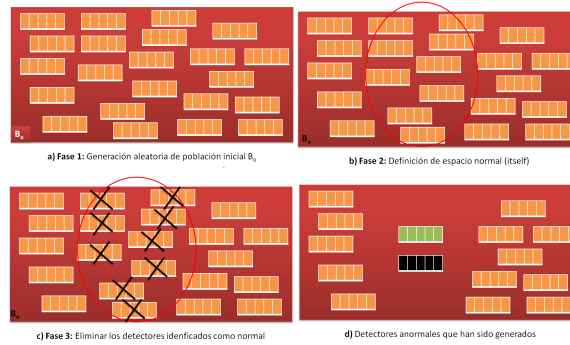 B₀
a) Fase 1: Generación aleatoria de población inicial B₀
B₀
b) Fase 2: Definición de espacio normal (itself)
B₀
c) Fase 3: Eliminar los detectores idenficados como normal
d) Detectores anormales que han sido generados